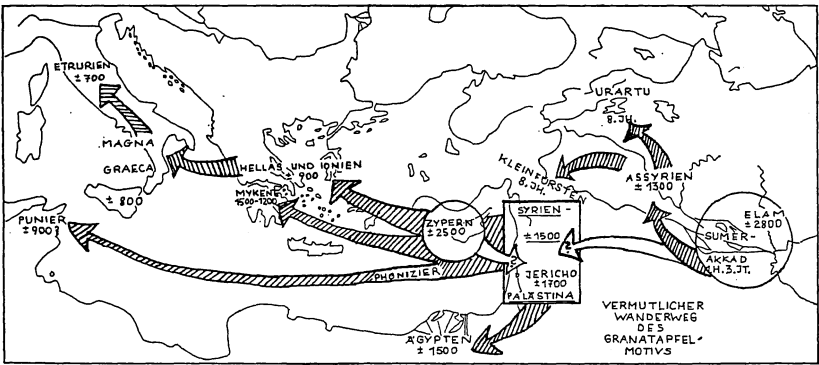 ETRURIEN
± 700
MAGNA
GRAECA
± 800
PUNIER
± 900?
HELLAS UND IONIEN
± 900
MYKENE
1500-1200
ZYPERN
± 2500
?
PHÖNIZIER
ÄGYPTEN
± 1500
SYRIEN-
± 1500
JERICHO
± 1700
PALÄSTINA
?
KLEINFÜRSTEN
8. JH.
URARTU
8. JH.
ASSYRIEN
± 1300
ELAM
± 2800
SUMER-
AKKAD
1.H.3.JT.
VERMUTLICHER
WANDERWEG
DES
GRANATAPFEL-
MOTIVS